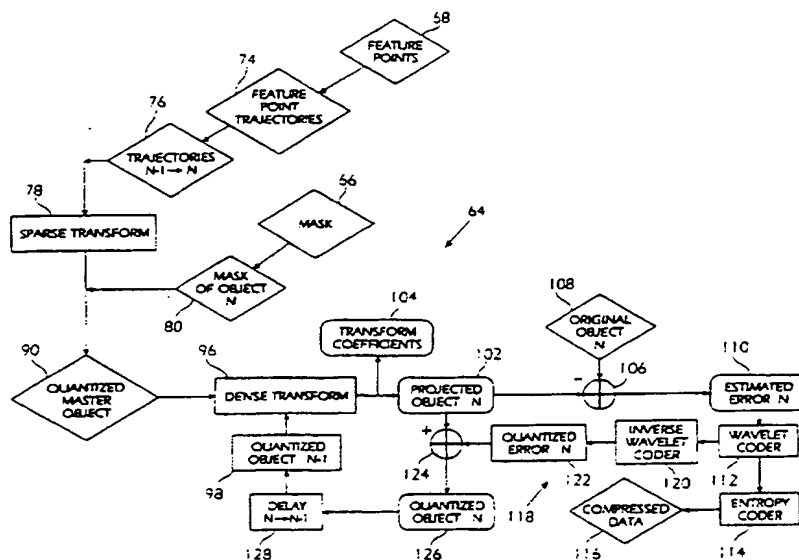 68
FEATURE
POINTS
74
FEATURE
POINT
TRAJECTORIES
76
TRAJECTORIES
N-1→N
66
MASK
64
78
SPARSE TRANSFORM
MASK
OF OBJECT
N
80
108
ORIGINAL
OBJECT
N
104
TRANSFORM
COEFFICIENTS
90
QUANTIZED
MASTER
OBJECT
96
DENSE TRANSFORM
102
PROJECTED
OBJECT N
-
106
110
ESTIMATED
ERROR N
QUANTIZED
OBJECT N-1
98
+
124
QUANTIZED
ERROR N
122
INVERSE
WAVELET
CODER
120
WAVELET
CODER
112
DELAY
N→N-1
128
QUANTIZED
OBJECT N
126
118
COMPRESSED
DATA
116
ENTROPY
CODER
114